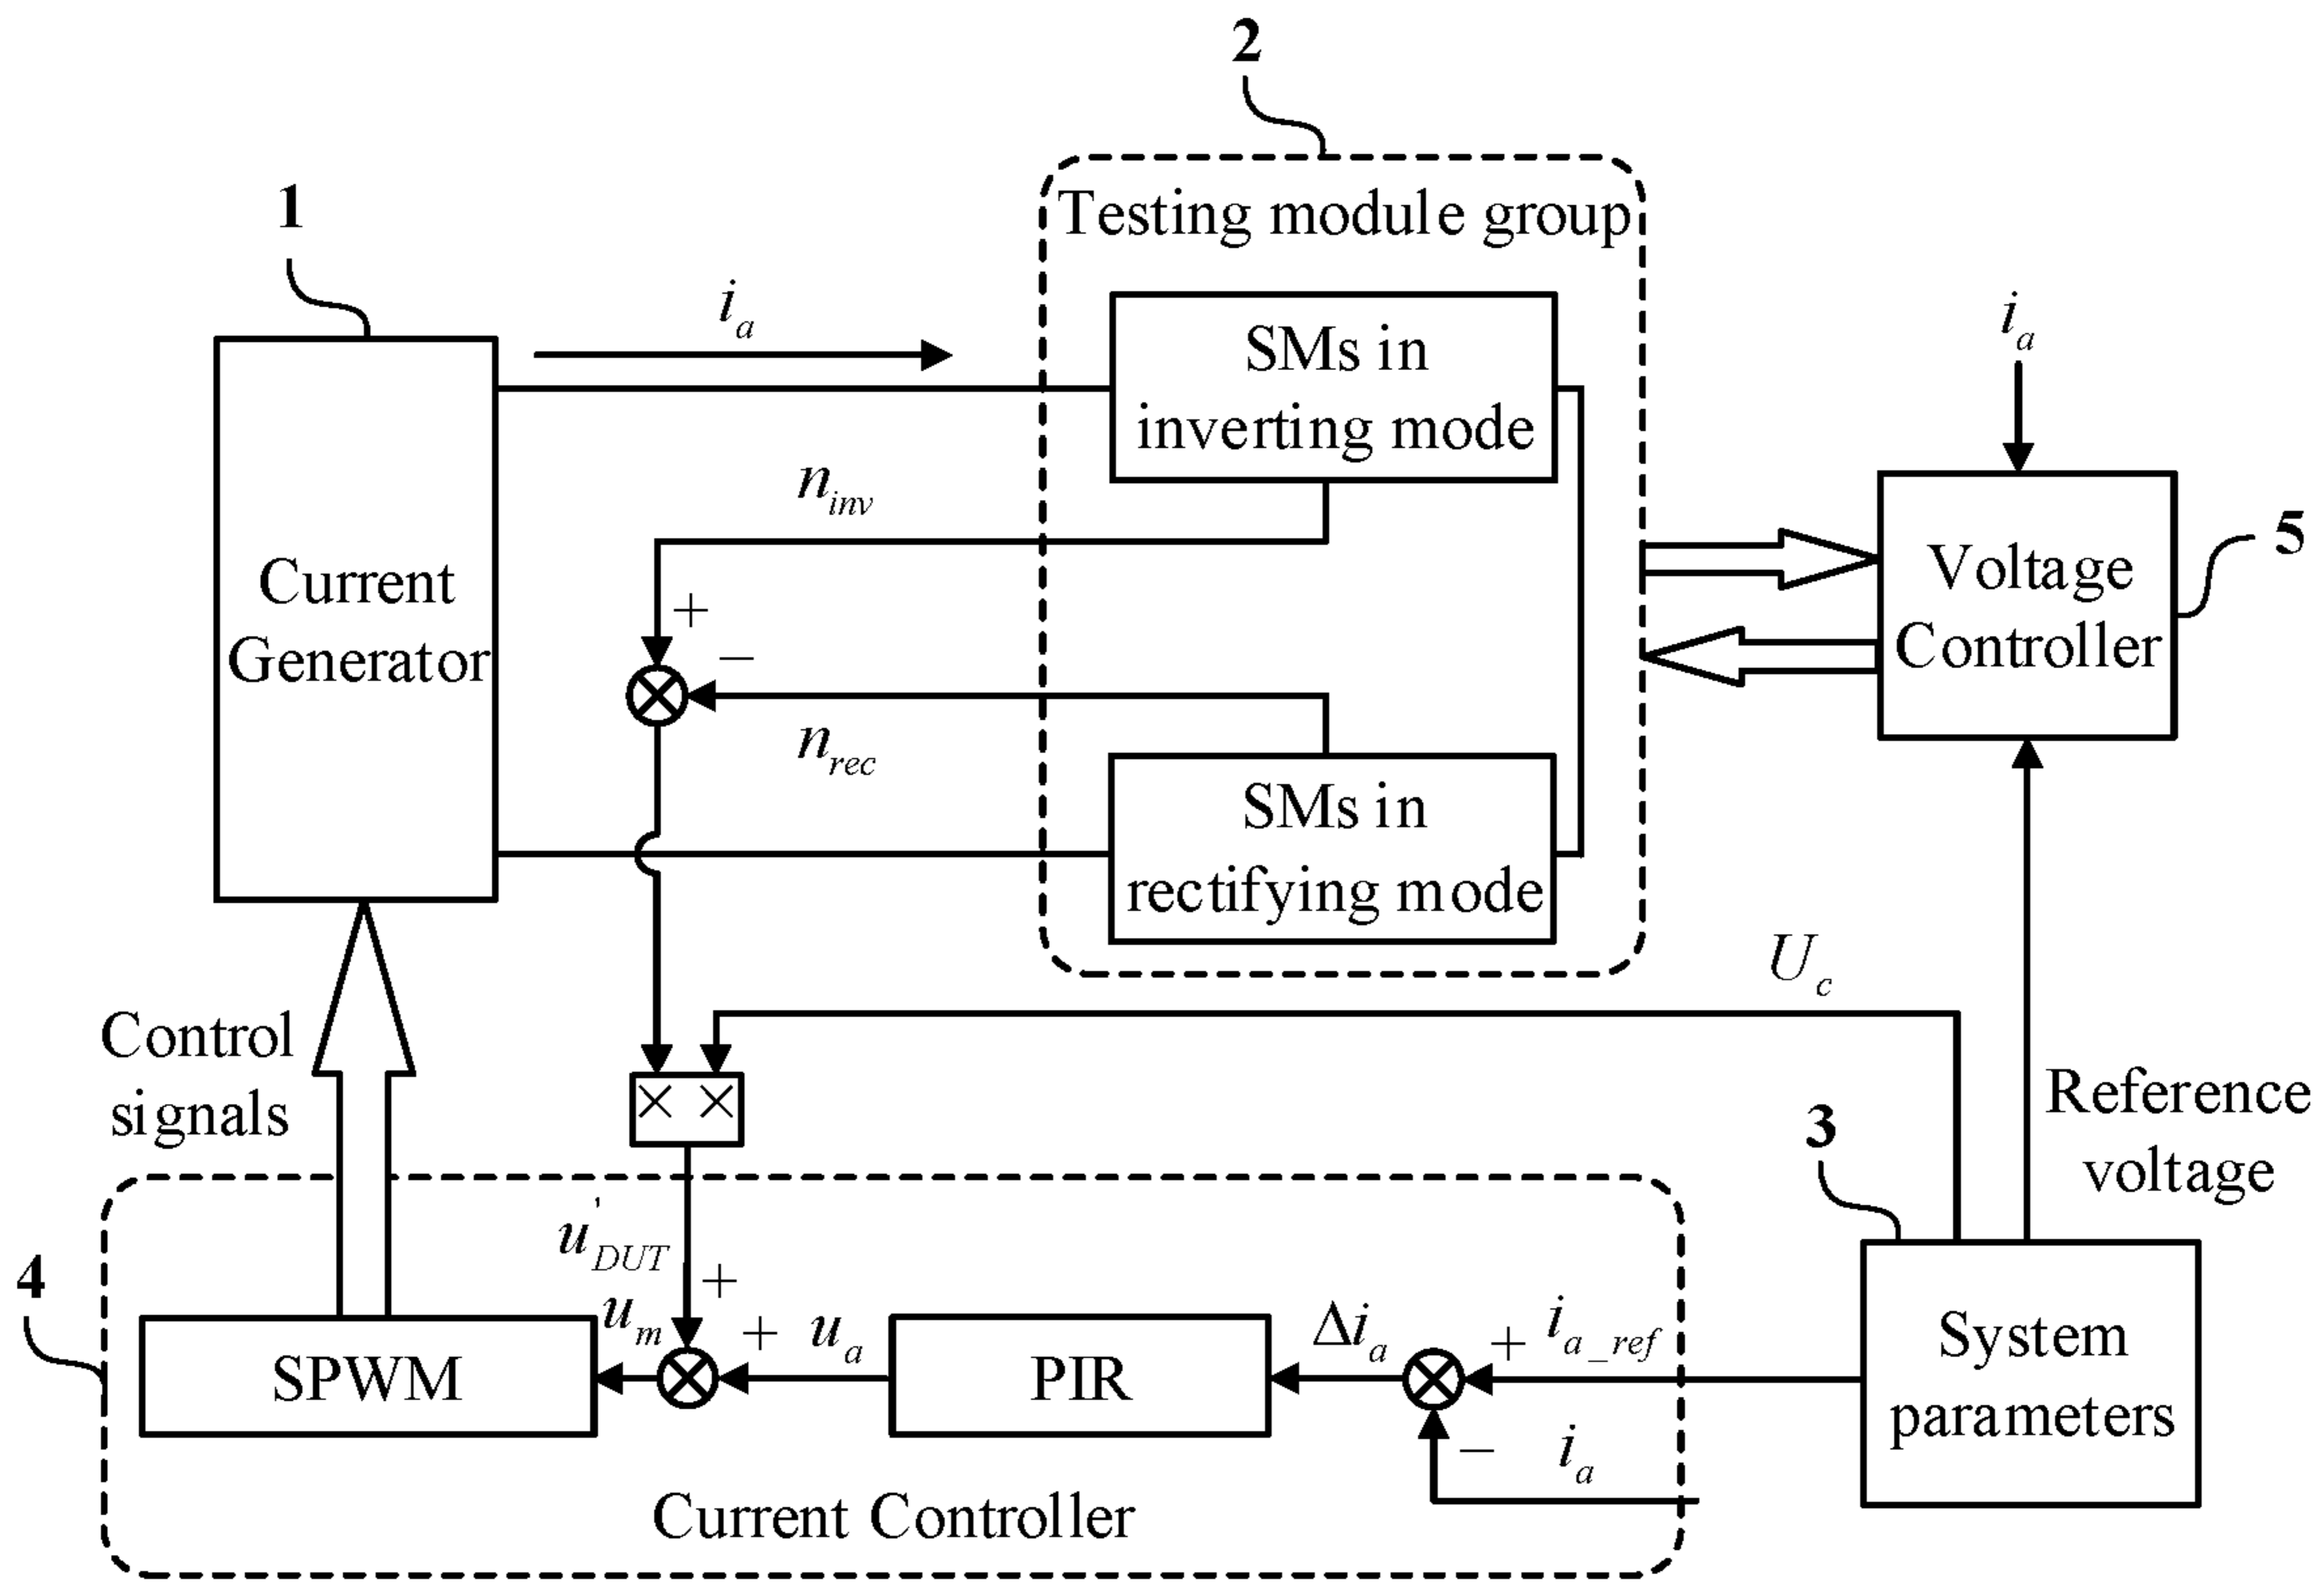 2
1
Testing module group
i_a
SMs in
inverting mode
i_a
n_inv
Current
Generator
+
−
Voltage
Controller
5
n_rec
SMs in
rectifying mode
U_c
Control
signals
× ×
Reference
voltage
3
4
u'_DUT
+
u_m
+
u_a
Δi_a
+
i_a_ref
SPWM
PIR
System
parameters
−
i_a
Current Controller